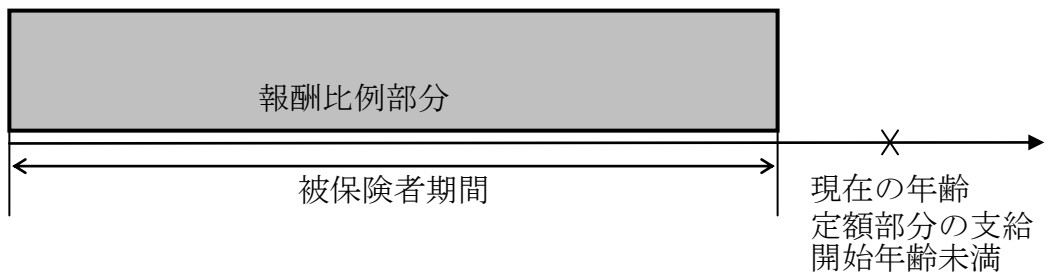 報酬比例部分
被保険者期間
現在の年齢
定額部分の支給
開始年齢未満